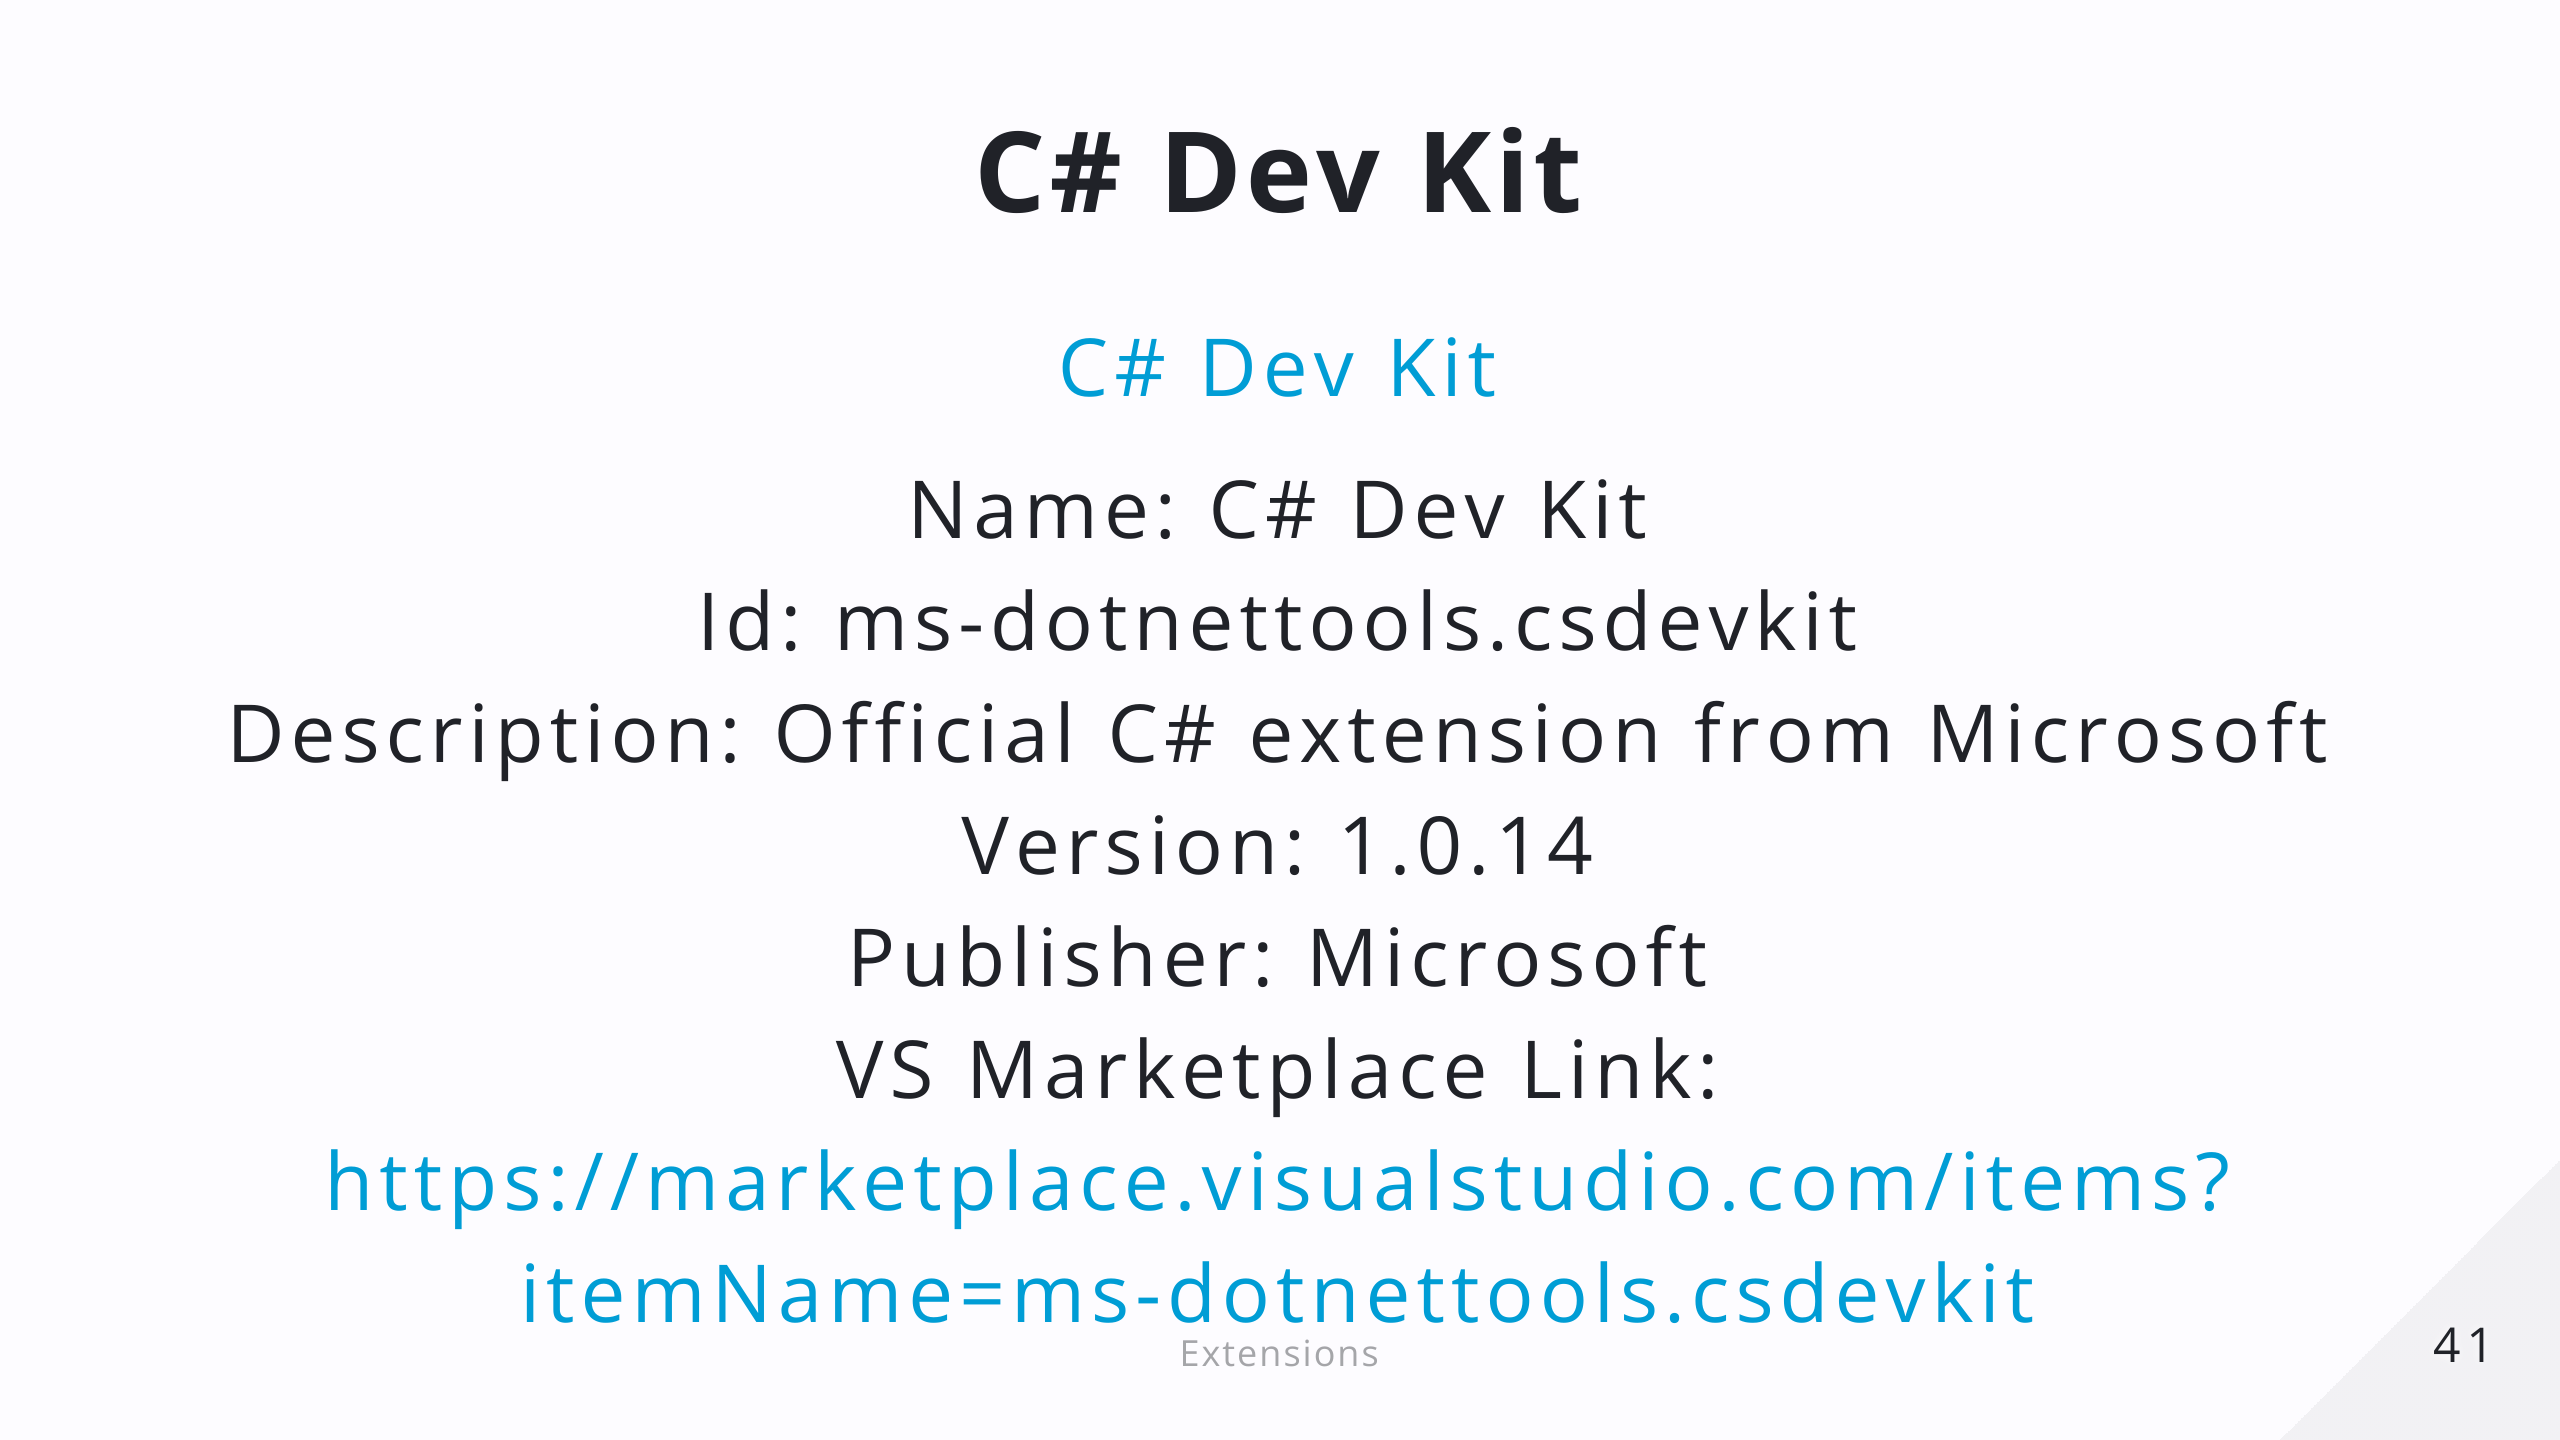 C# Dev Kit
C# Dev Kit
Name: C# Dev Kit
Id: ms-dotnettools.csdevkit
Description: Official C# extension from Microsoft
Version: 1.0.14
Publisher: Microsoft
VS Marketplace Link:
https://marketplace.visualstudio.com/items?
itemName=ms-dotnettools.csdevkit
Extensions
41